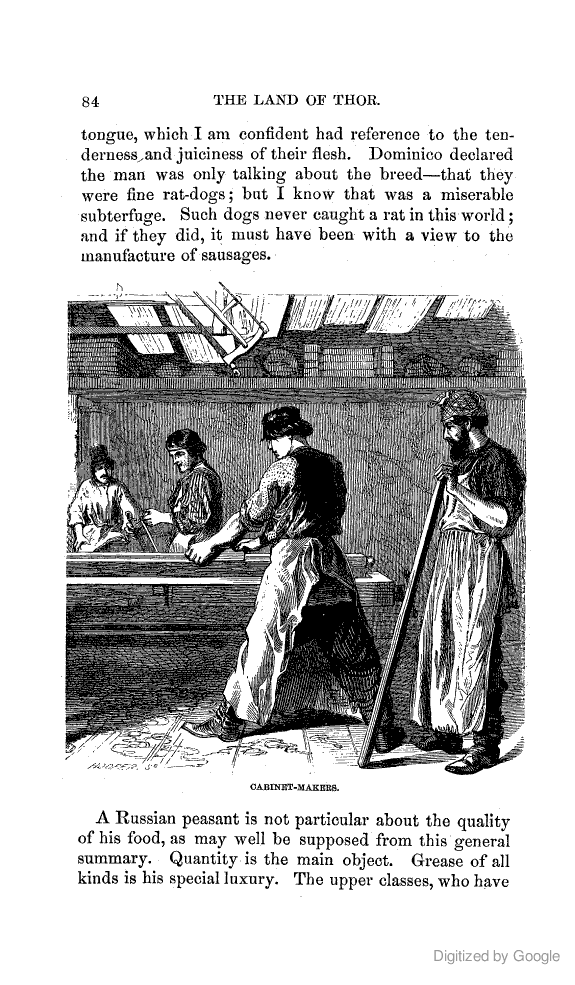 84 THE LAND OF THOR.
tongue, which I am confident had reference to the ten-
derness and juiciness of their flesh. Dominico declared
the man was only talking about the breed—that they
were fine rat-dogs; but I know that was a miserable
subterfuge. Such dogs never caught a rat in this world;
and if they did, it must have been with a view to the
manufacture of sausages.
HARPER. Sc
CABINET-MAKERS.
A Russian peasant is not particular about the quality
of his food, as may well be supposed from this general
summary. Quantity is the main object. Grease of all
kinds is his special luxury. The upper classes, who have
Digitized by Google